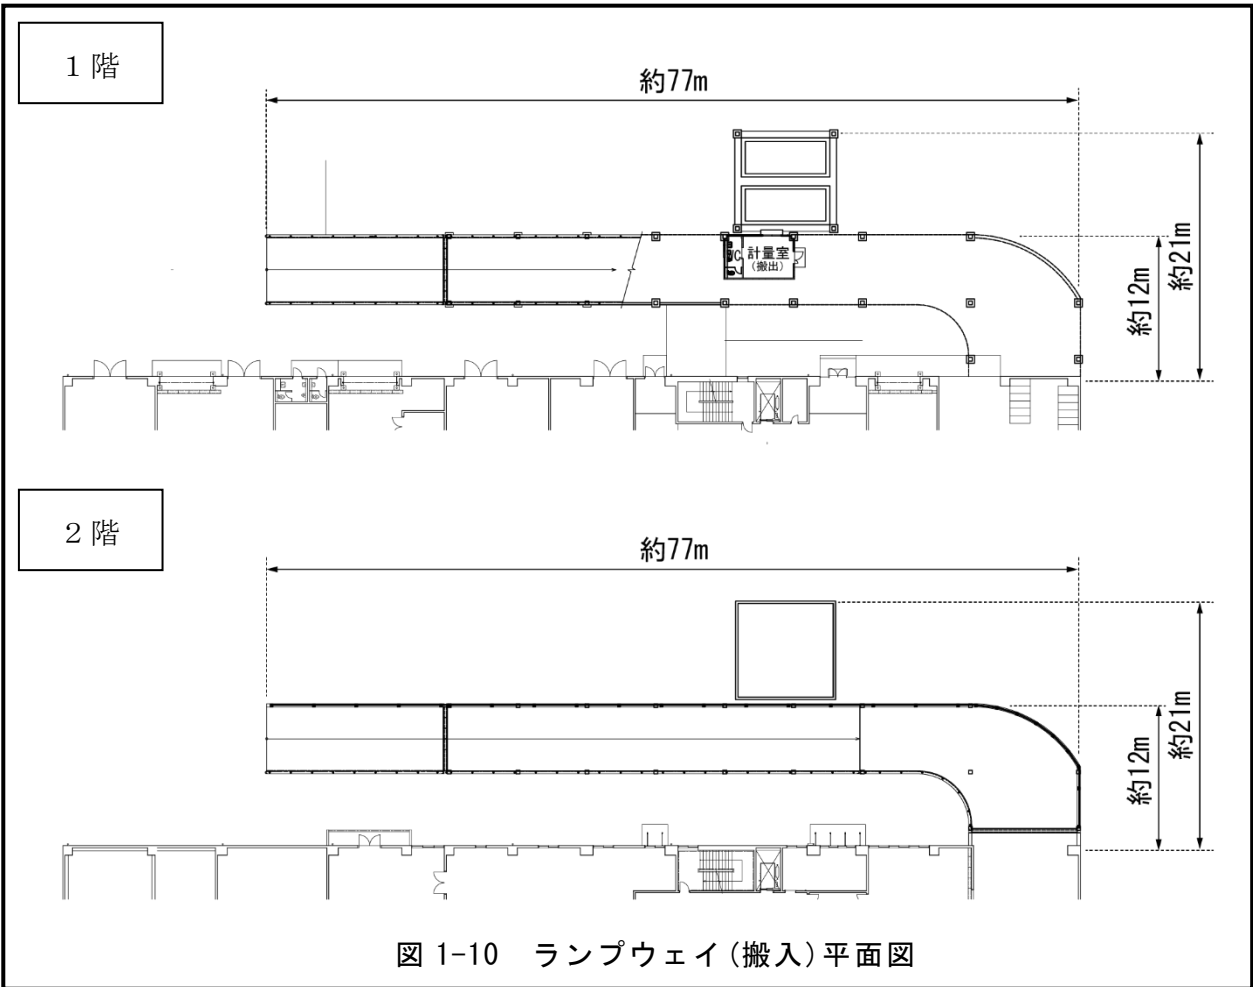 １階
約77m
WC
計量室
(搬出)
約12m
約21m
２階
約77m
約12m
約21m
図 1-10　ランプウェイ(搬入)平面図